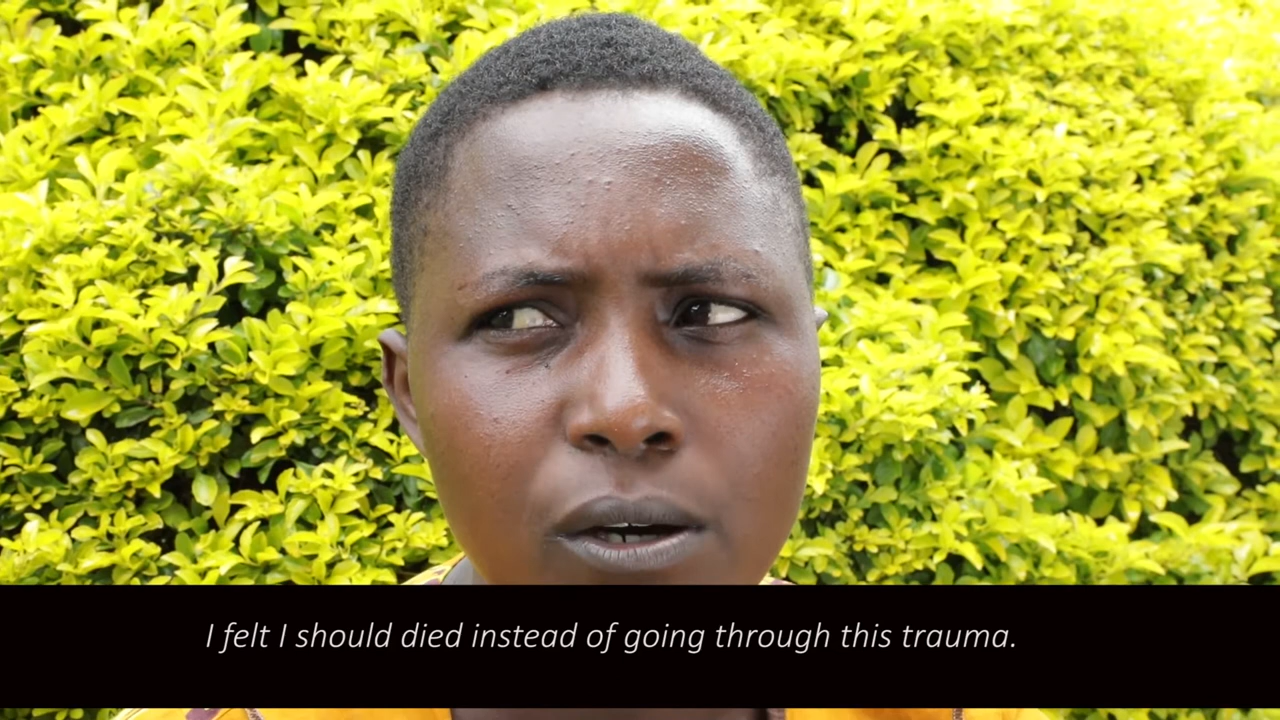 I felt I should died instead of going through this trauma.